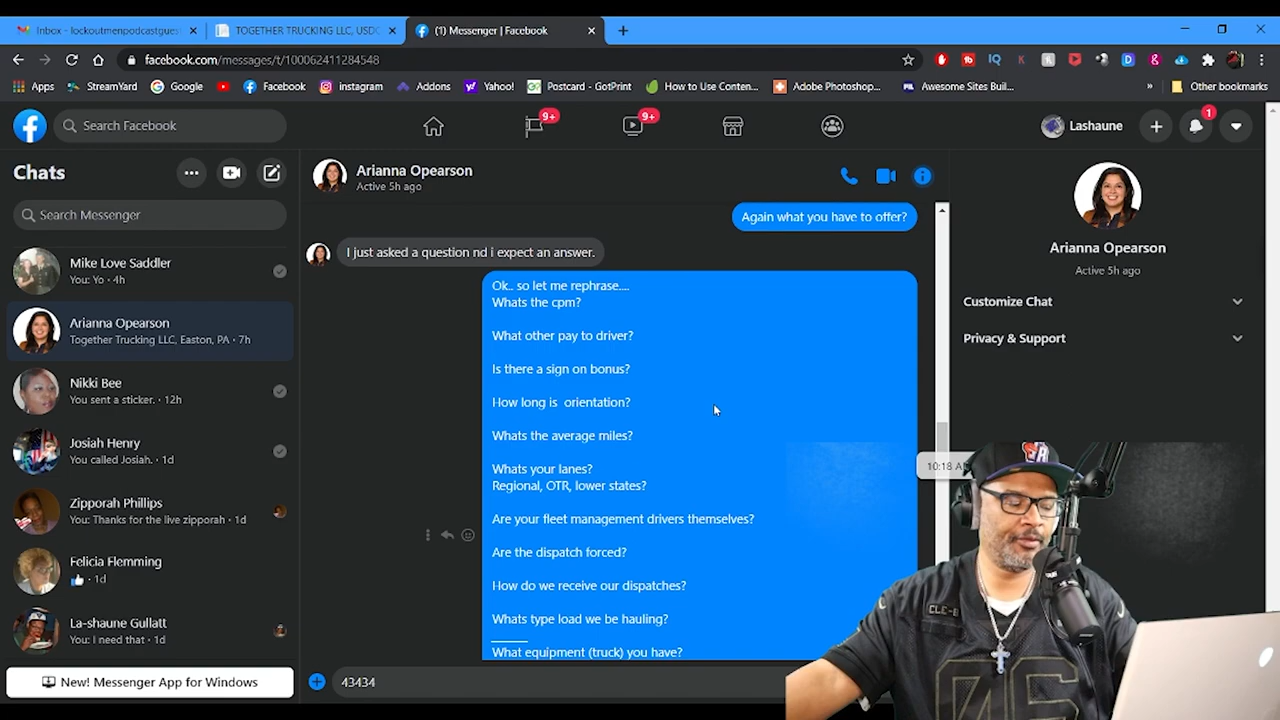 Inbox - lockoutmenpodcastgues
TOGETHER TRUCKING LLC, USDO
(1) Messenger | Facebook
facebook.com/messages/t/100062411284548
Apps
StreamYard
Google
Facebook
instagram
Addons
Yahoo!
Postcard - GotPrint
How to Use Conten...
Adobe Photoshop...
Awesome Sites Buil...
»
Other bookmarks
Search Facebook
9+
9+
Lashaune
1
Chats
Search Messenger
Mike Love Saddler
You: Yo · 4h
Arianna Opearson
Together Trucking LLC, Easton, PA · 7h
Nikki Bee
You sent a sticker. · 12h
Josiah Henry
You called Josiah. · 1d
Zipporah Phillips
You: Thanks for the live zipporah · 1d
Felicia Flemming
· 1d
La-shaune Gullatt
You: I need that · 1d
New! Messenger App for Windows
Arianna Opearson
Active 5h ago
Again what you have to offer?
I just asked a question nd i expect an answer.
Ok.. so let me rephrase....
Whats the cpm?
What other pay to driver?
Is there a sign on bonus?
How long is  orientation?
Whats the average miles?
Whats your lanes?
Regional, OTR, lower states?
Are your fleet management drivers themselves?
Are the dispatch forced?
How do we receive our dispatches?
Whats type load we be hauling?
What equipment (truck) you have?
10:18 A
43434
Arianna Opearson
Active 5h ago
Customize Chat
Privacy & Support